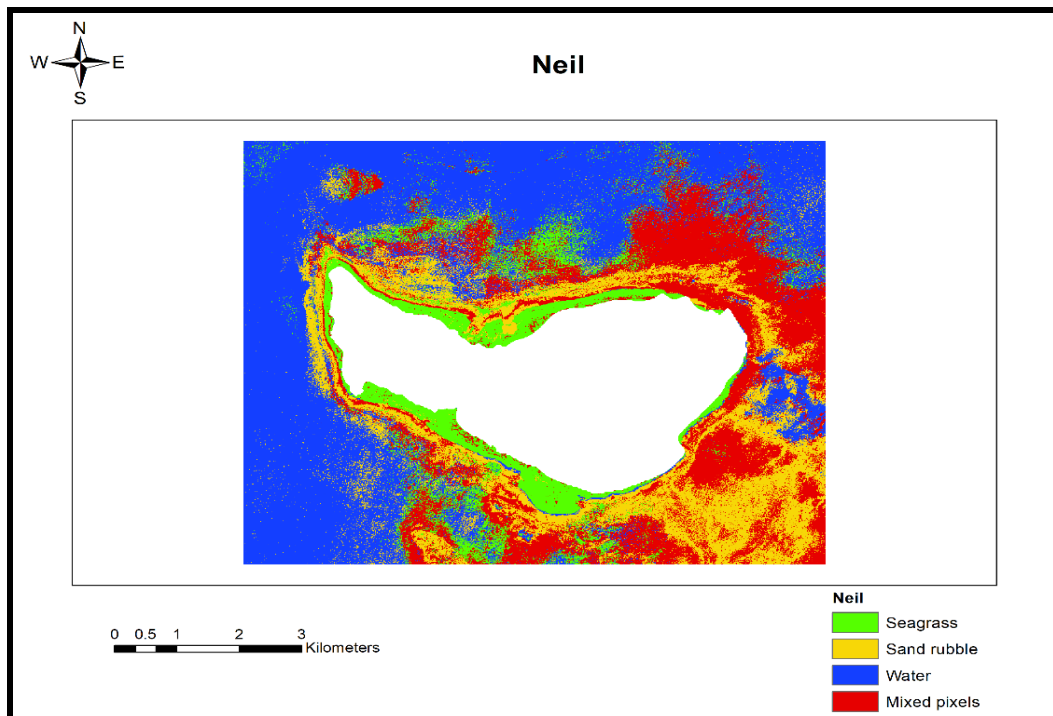 N
W E
S
Neil
0 0.5 1 2 3
Kilometers
Neil
Seagrass
Sand rubble
Water
Mixed pixels